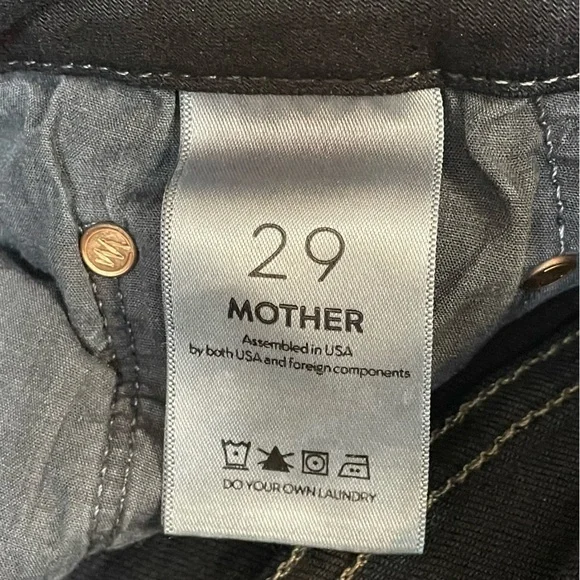 29
MOTHER
Assembled in USA
by both USA and foreign components
DO YOUR OWN LAUNDRY